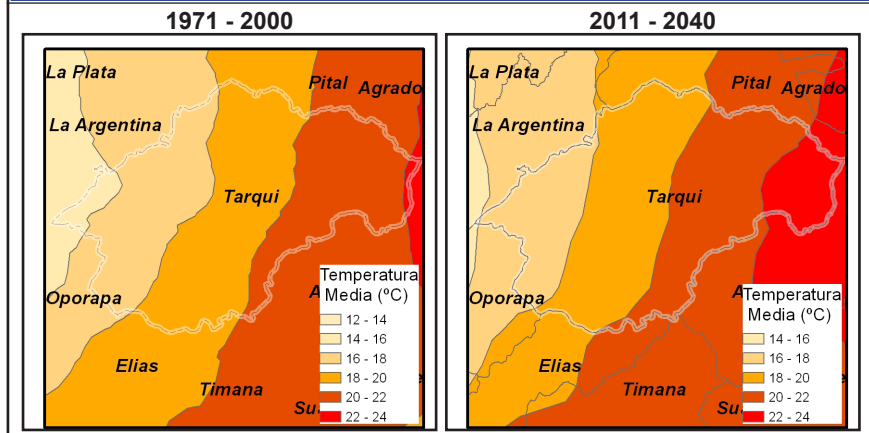 1971 - 2000
La Plata
Pital
Agrado
La Argentina
Tarqui
Oporapa
Elias
Timana
Temperatura
Media (ºC)
12 - 14
14 - 16
16 - 18
18 - 20
20 - 22
22 - 24
2011 - 2040
La Plata
Pital
Agrado
La Argentina
Tarqui
Oporapa
Elias
Timana
Temperatura
Media (ºC)
14 - 16
16 - 18
18 - 20
20 - 22
22 - 24